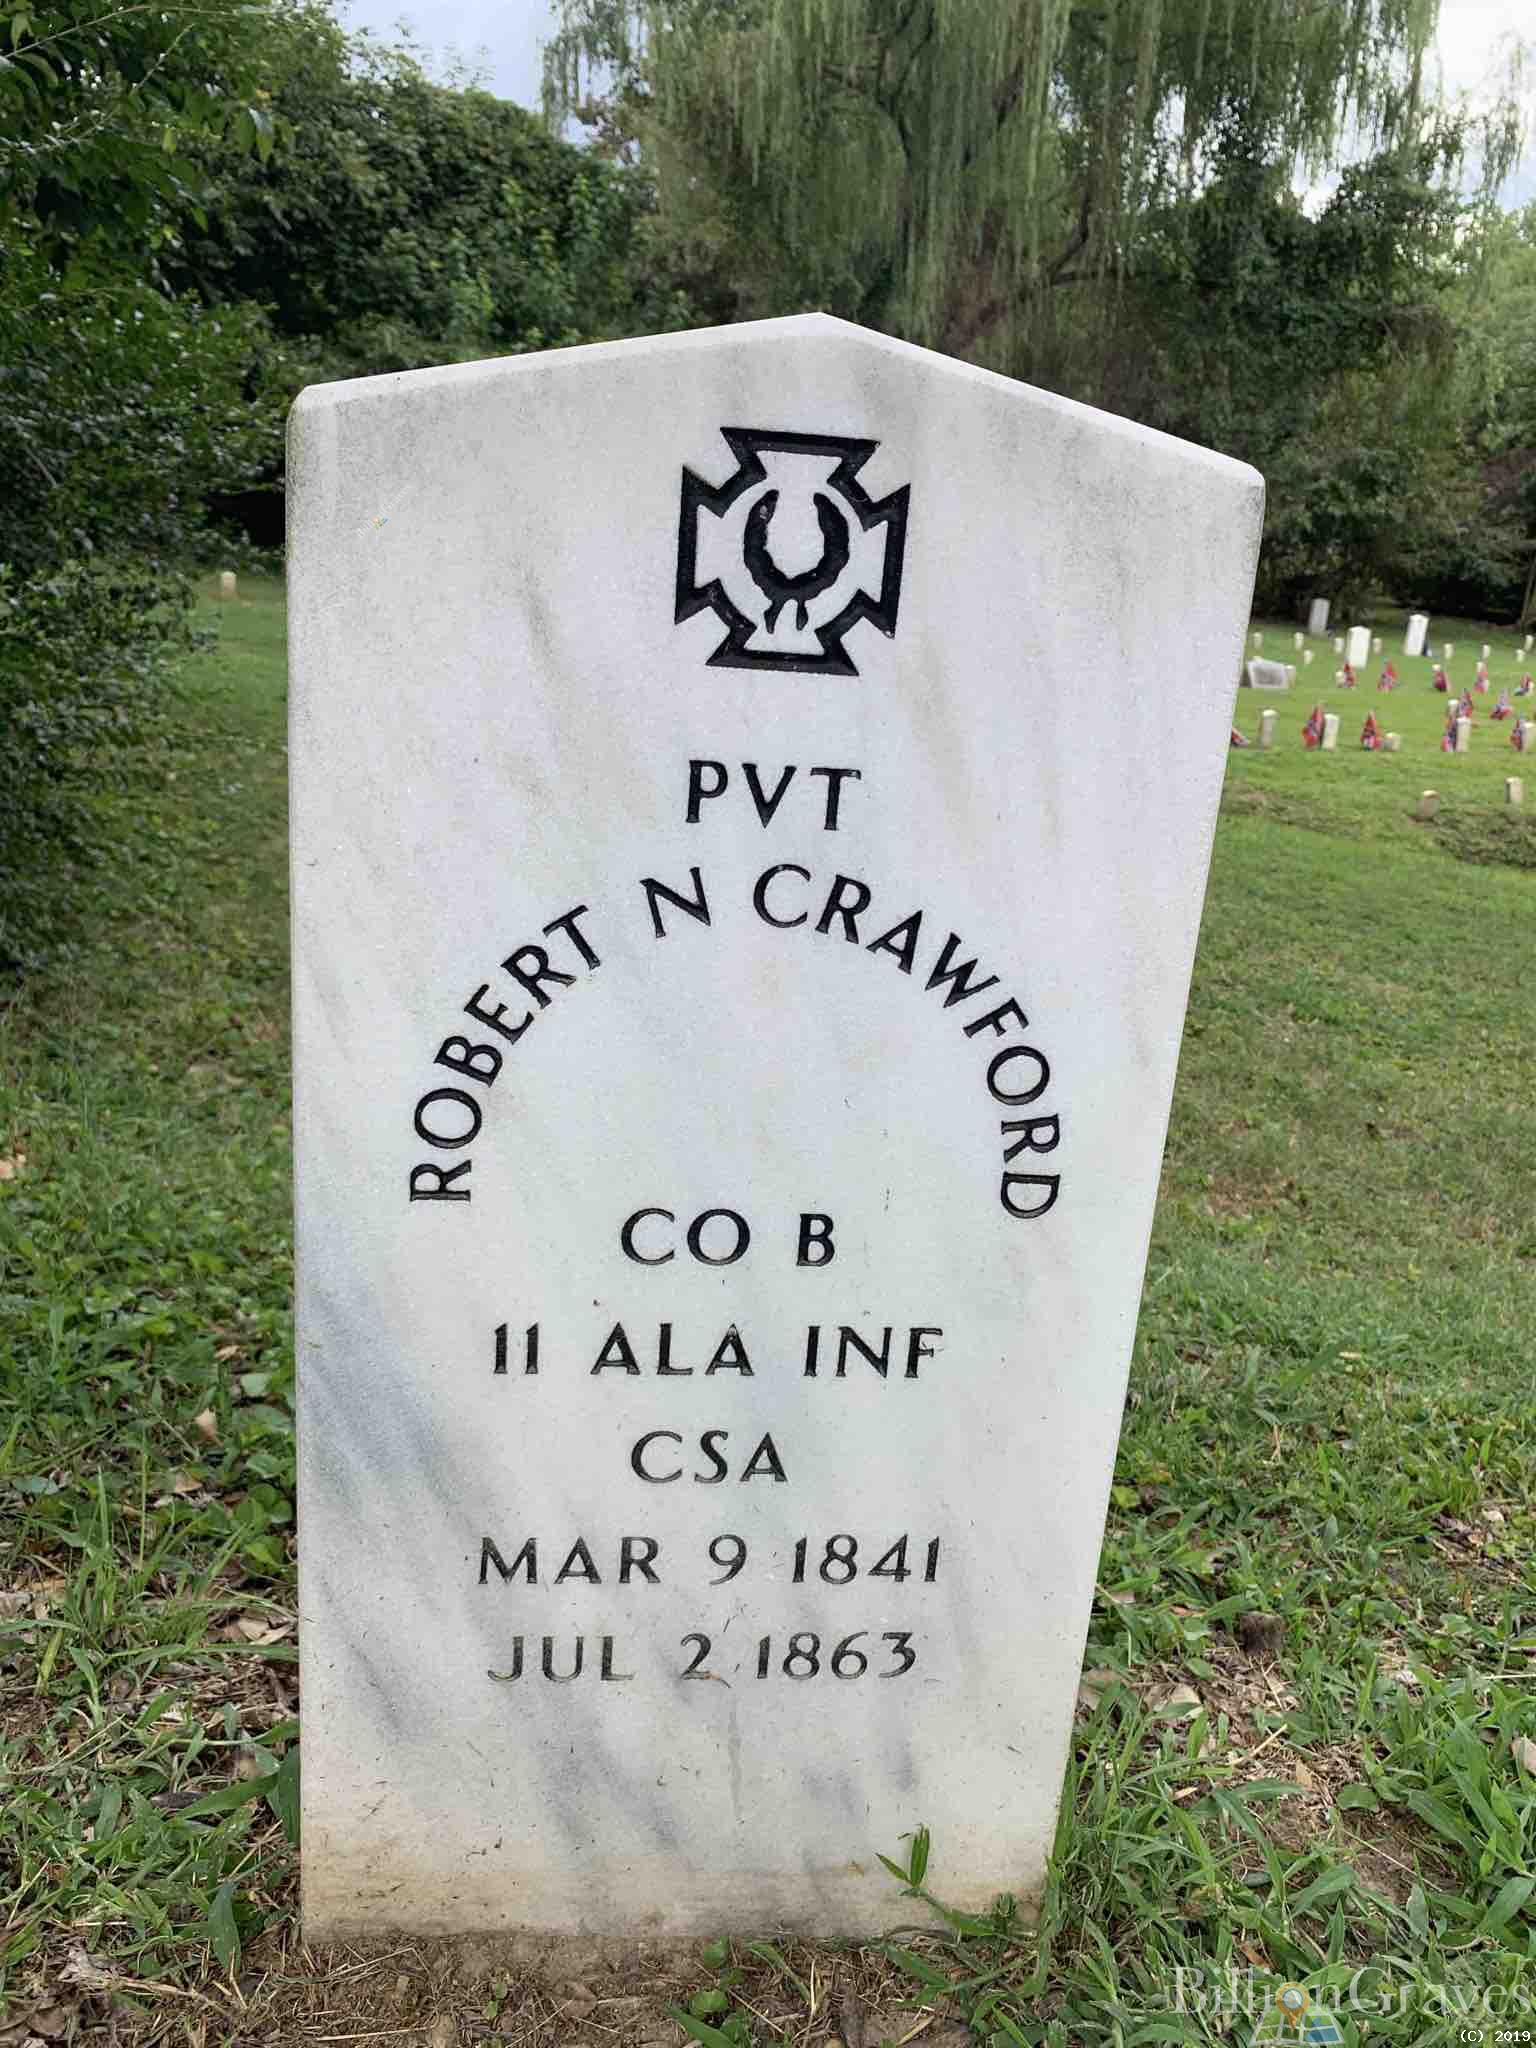 PVT
ROBERT N CRAWFORD
CO B
11 ALA INF
CSA
MAR 9 1841
JUL 2 1863
BillionGraves
(C) 2019